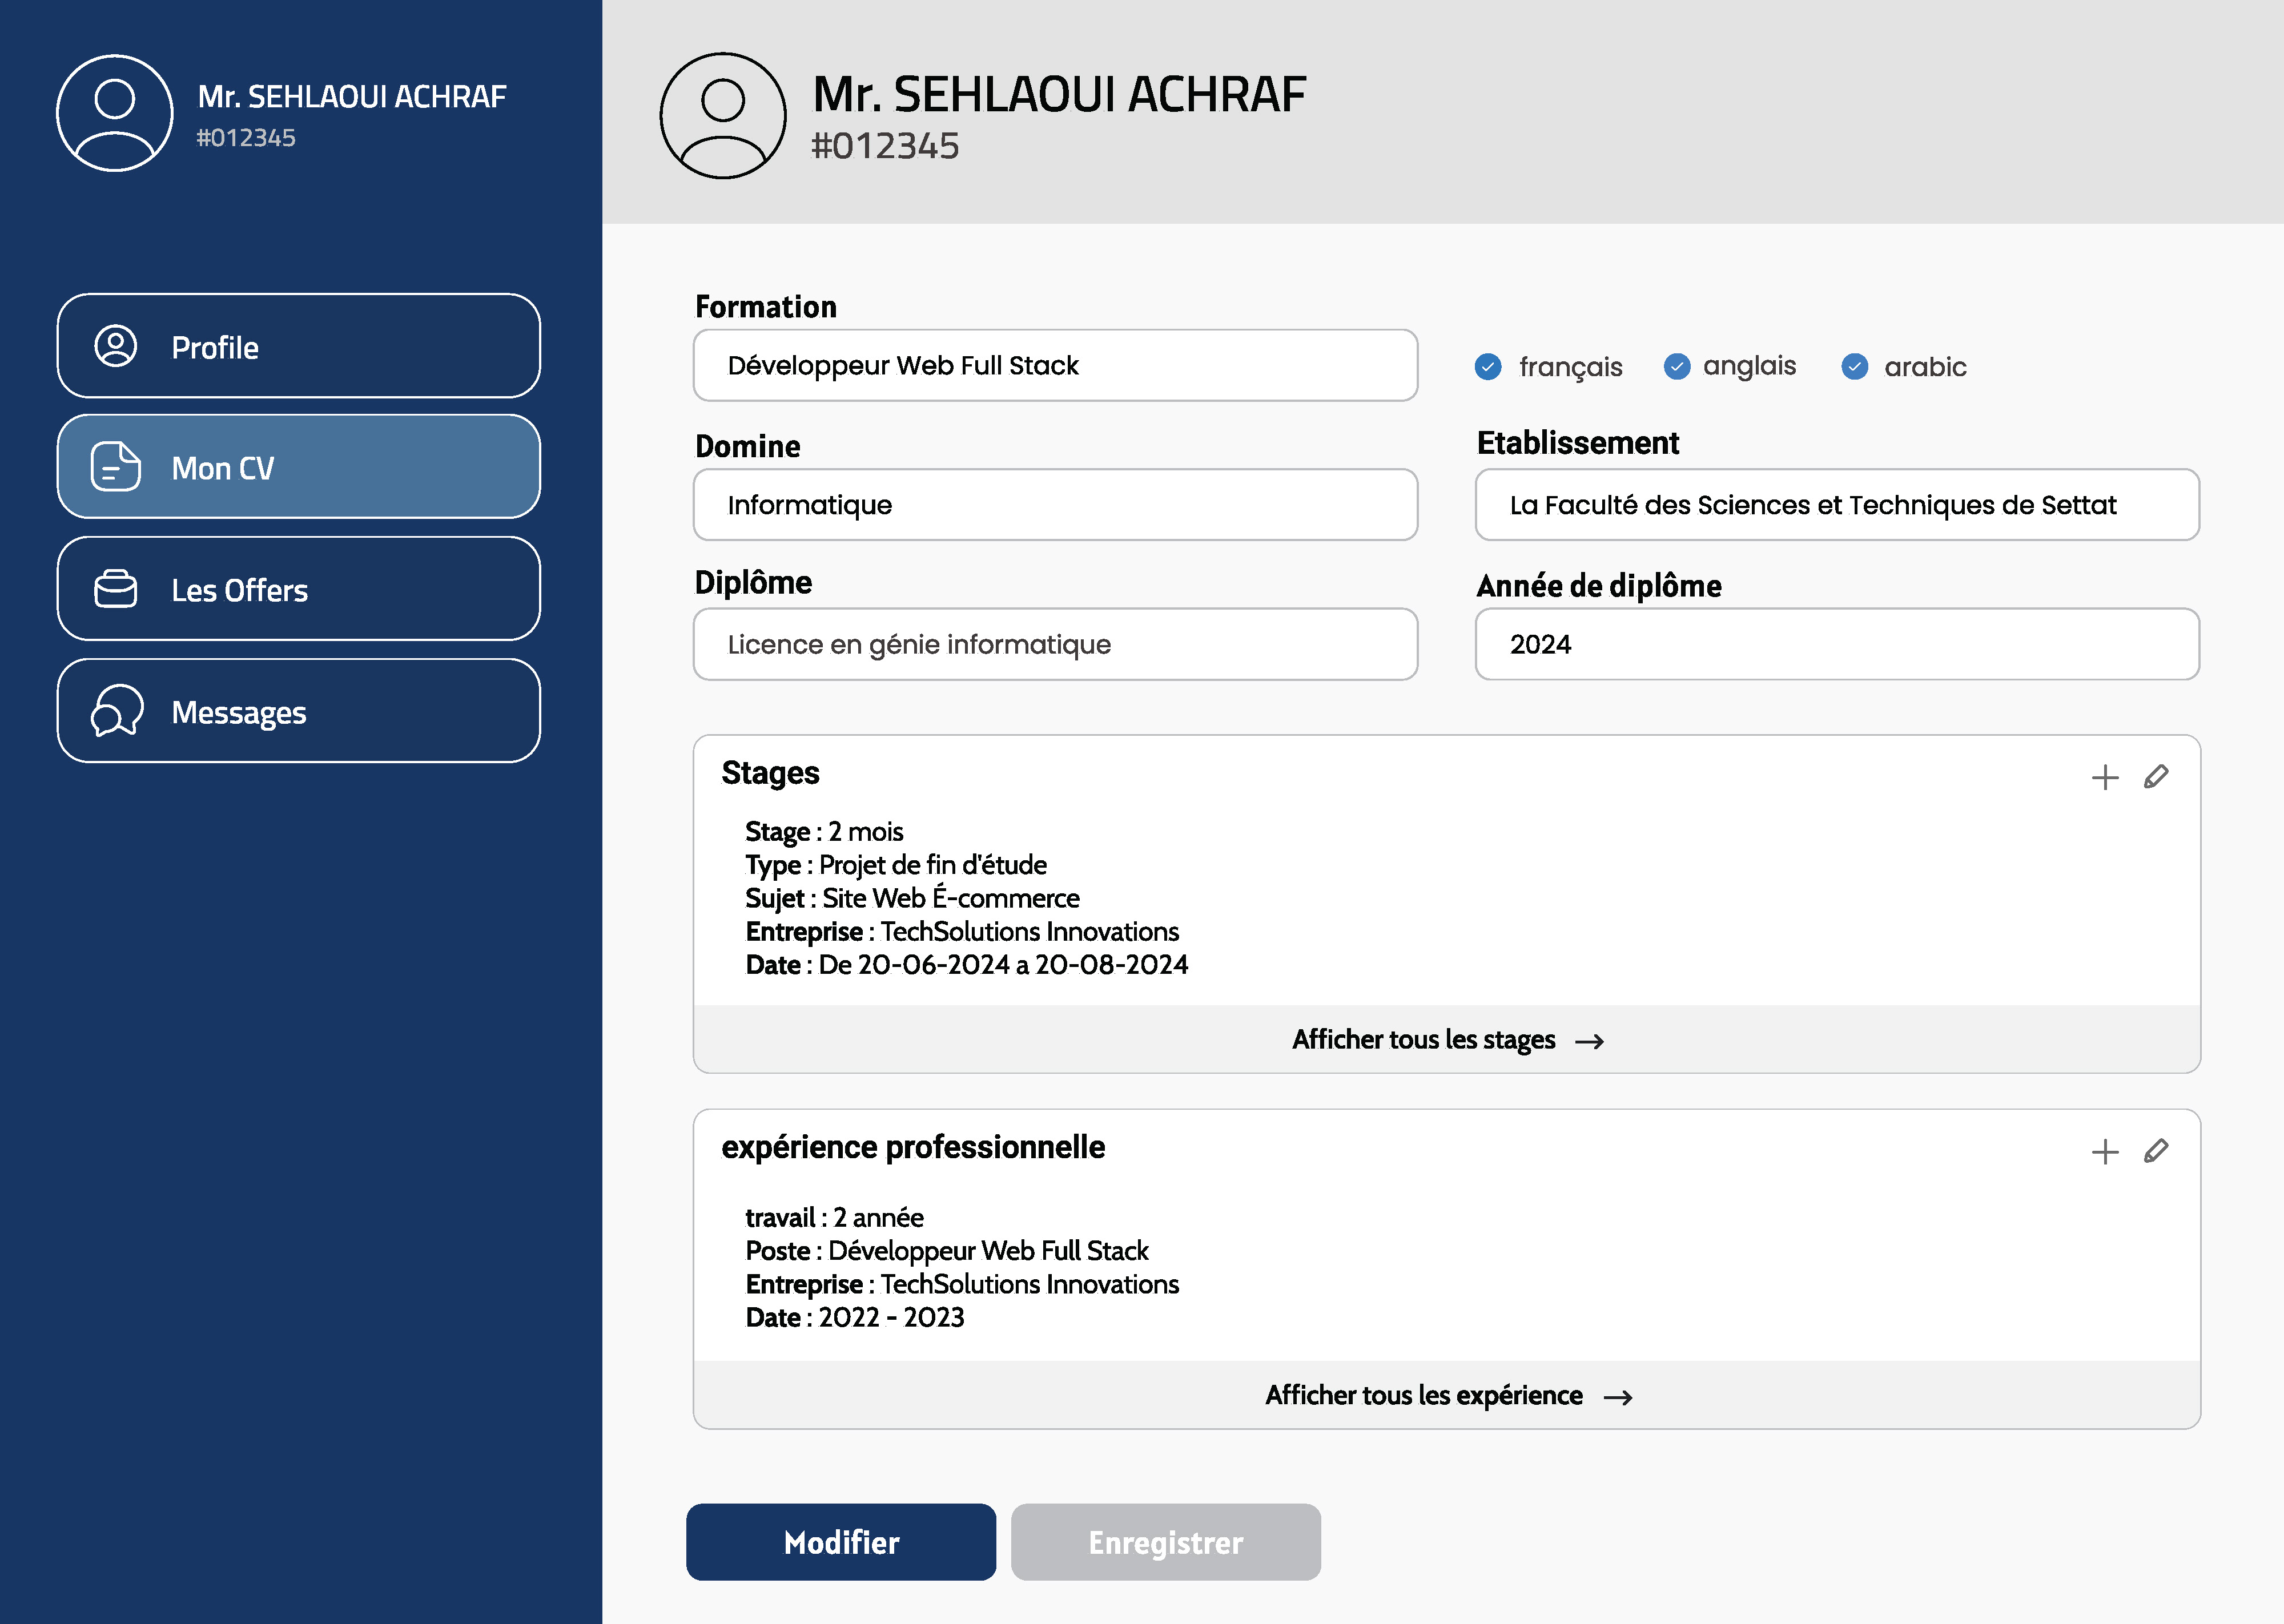 Mr. SEHLAOUI ACHRAF
#012345
Profile
Mon CV
Les Offers
Messages
Mr. SEHLAOUI ACHRAF
#012345
Formation
Développeur Web Full Stack
français anglais arabic
Domine
Informatique
Etablissement
La Faculté des Sciences et Techniques de Settat
Diplôme
Licence en génie informatique
Année de diplôme
2024
Stages
Stage : 2 mois
Type : Projet de fin d'étude
Sujet : Site Web É-commerce
Entreprise : TechSolutions Innovations
Date : De 20-06-2024 a 20-08-2024
Afficher tous les stages →
expérience professionnelle
travail : 2 année
Poste : Développeur Web Full Stack
Entreprise : TechSolutions Innovations
Date : 2022 - 2023
Afficher tous les expérience →
Modifier
Enregistrer